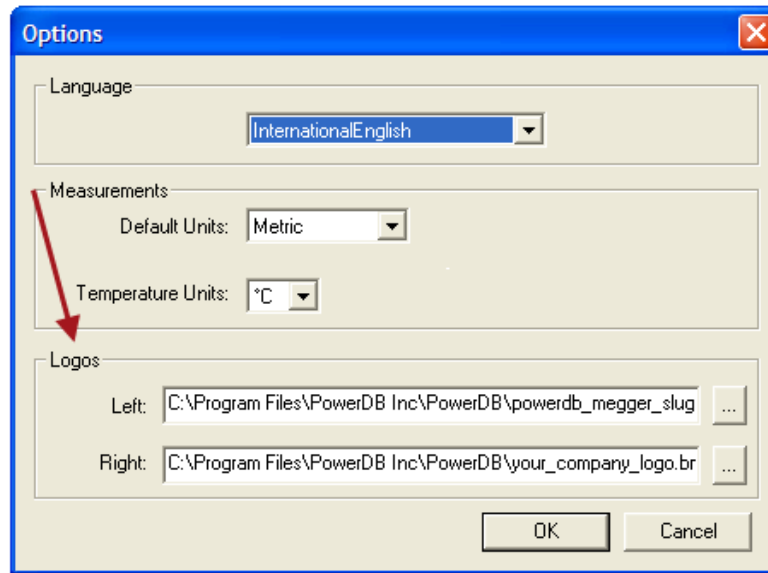 Options
Language
InternationalEnglish
Measurements
Default Units: Metric
Temperature Units: °C
Logos
Left: C:\Program Files\PowerDB Inc\PowerDB\powerdb_megger_slug ...
Right: C:\Program Files\PowerDB Inc\PowerDB\your_company_logo.br ...
OK Cancel